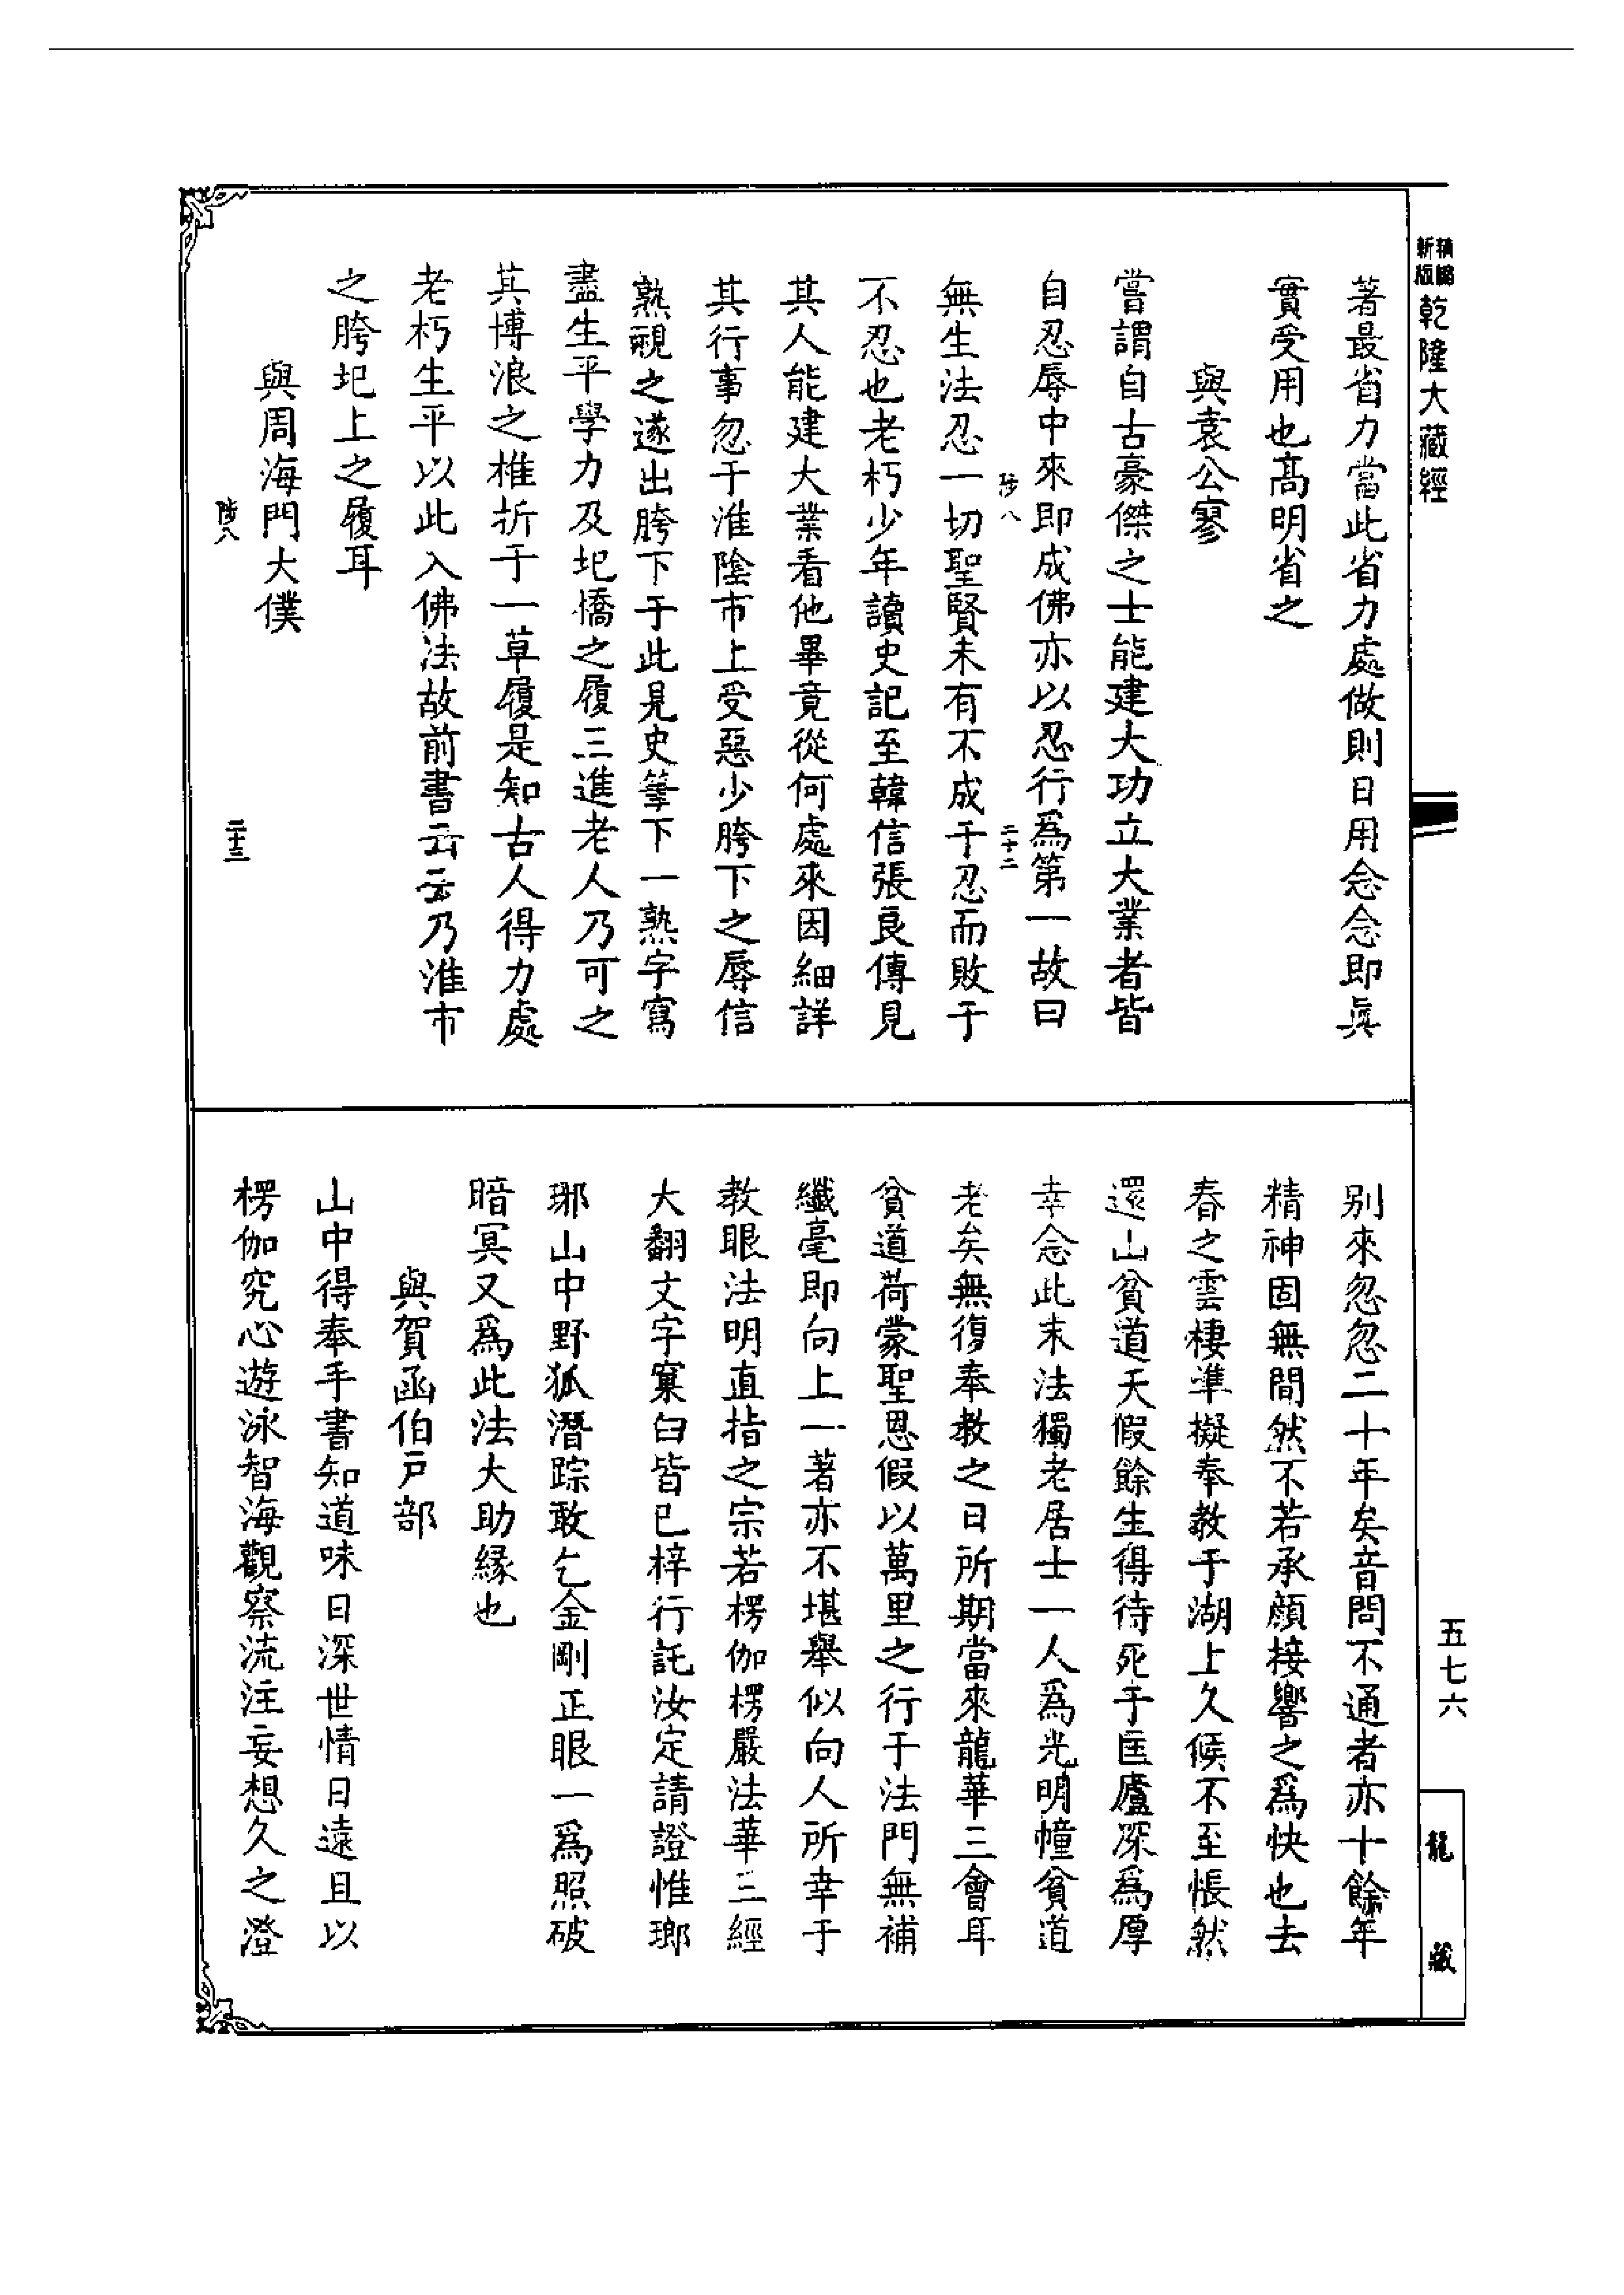 新版精縮乾隆大藏經
著最省力當此省力處做則日用念念即眞
實受用也髙明省之
與袁公寥
嘗謂自古豪傑之士能建大功立大業者皆
自忍辱中來即成佛亦以忍行爲第一故曰
陟八 二十二
無生法忍一切聖賢未有不成于忍而敗于
不忍也老朽少年讀史記至韓信張良傳見
其人能建大業看他畢竟從何處來因細詳
其行事忽于淮陰市上受惡少胯下之辱信
熟覗之遂出胯下于此見史筆下一熟字寫
盡生平學力及圯橋之履三進老人乃可之
其博浪之椎折于一草履是知古人得力處
老朽生平以此入佛法故前書云云乃淮市
之胯圯上之履耳
與周海門大僕
陟八 二十三
五七六
龍藏
别來忽忽二十年矣音問不通者亦十餘年
精神固無間然不若承顔接響之爲快也去
春之雲棲準擬奉教于湖上久候不至悵然
還山貧道天假餘生得待死于匡廬深爲厚
幸念此末法獨老居士一人爲光明幢貧道
老矣無復奉教之日所期當來龍華三會耳
貧道荷蒙聖恩假以萬里之行于法門無補
纖毫即向上一著亦不堪舉似向人所幸于
教眼法明直指之宗若楞伽楞嚴法華三經
大翻文字窠臼皆已梓行託汝定請證惟瑯
琊山中野狐潛踪敢乞金剛正眼一爲照破
暗冥又爲此法大助縁也
與賀函伯戸部
山中得奉手書知道味日深世情日遠且以
楞伽究心遊泳智海觀察流注妄想久之澄